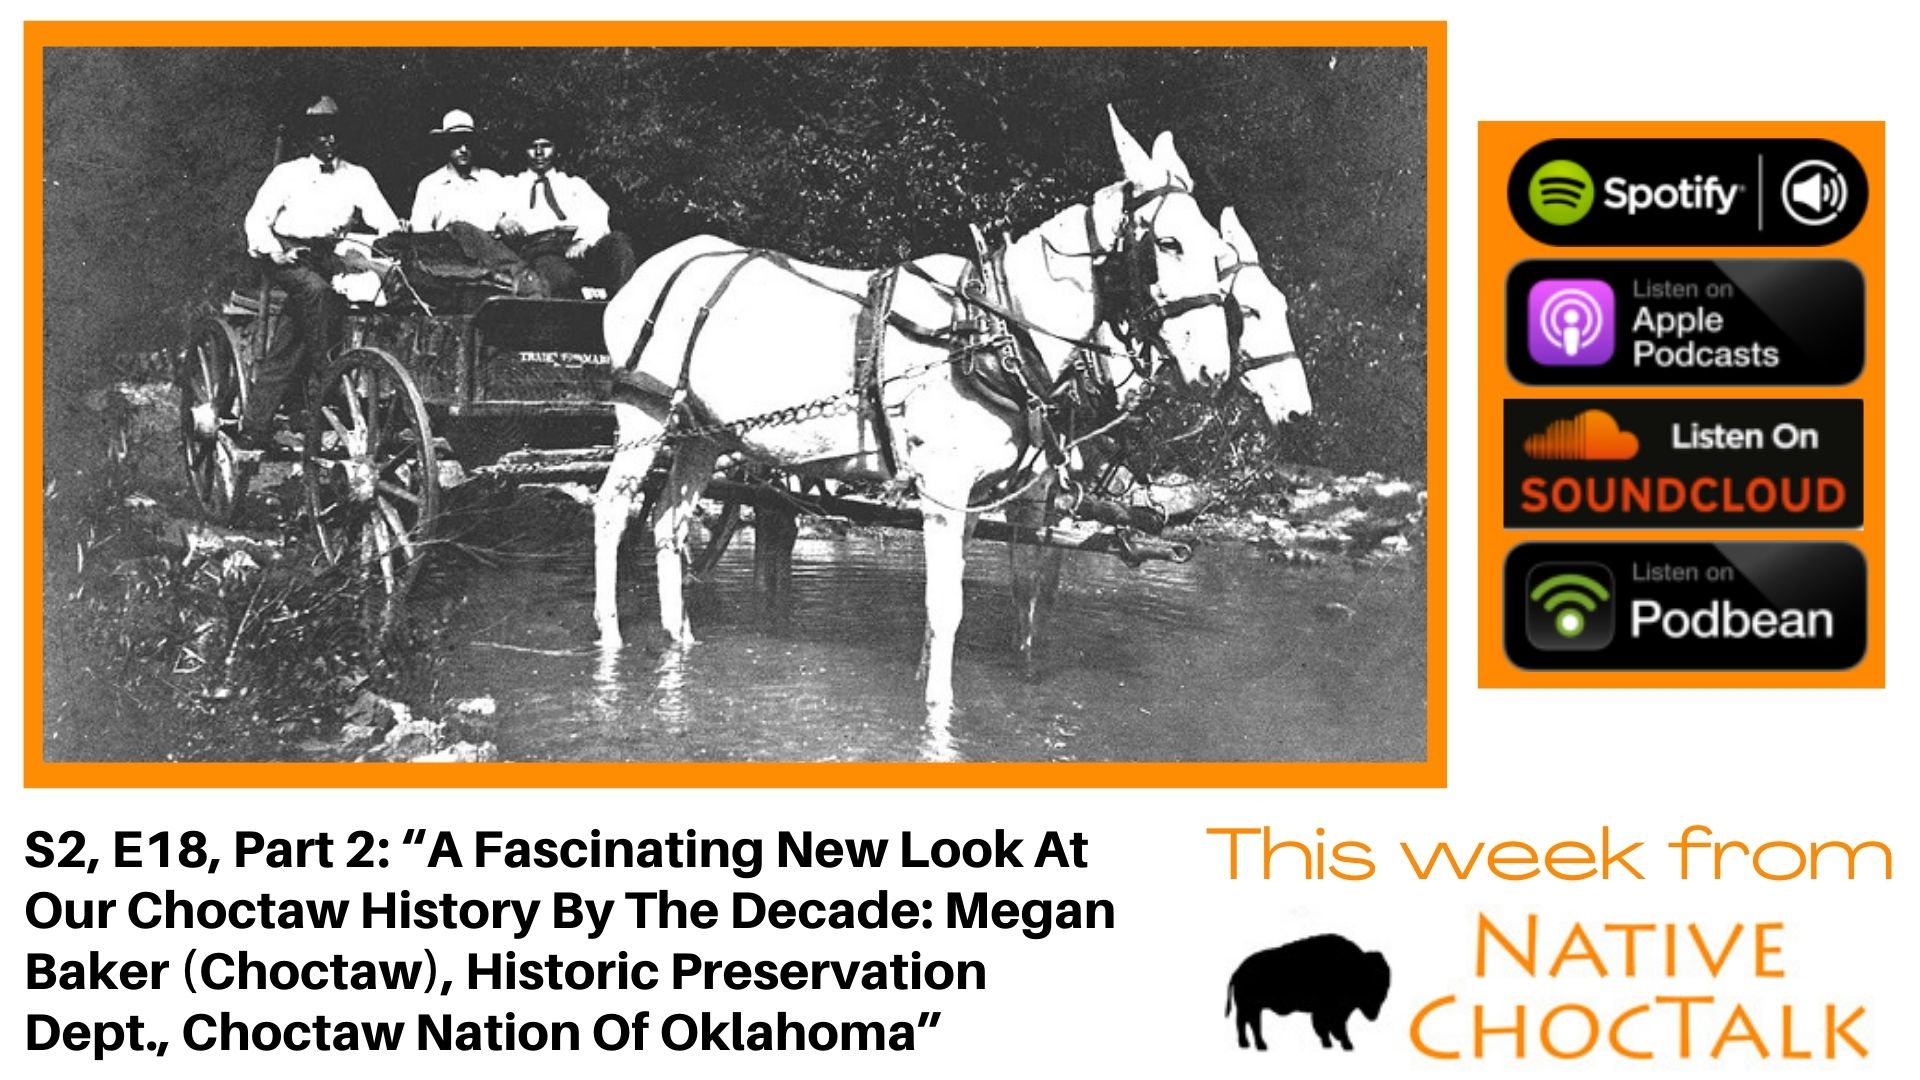 TRADE
Spotify
Listen on
Apple
Podcasts
Listen On
SOUNDCLOUD
Listen on
Podbean
S2, E18, Part 2: “A Fascinating New Look At
Our Choctaw History By The Decade: Megan
Baker (Choctaw), Historic Preservation
Dept., Choctaw Nation Of Oklahoma”
This week from
NATIVE
CHOCTALK